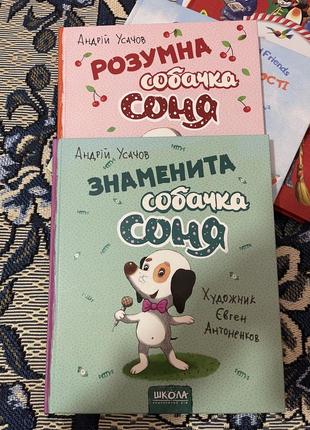 Андрій Усачов
РОЗУМНА
собачка
СОНЯ
Friends
Андрій Усачов
ЗНАМЕНИТА
собачка
СОНЯ
Художник
Євген
Антоненков
ШКОЛА